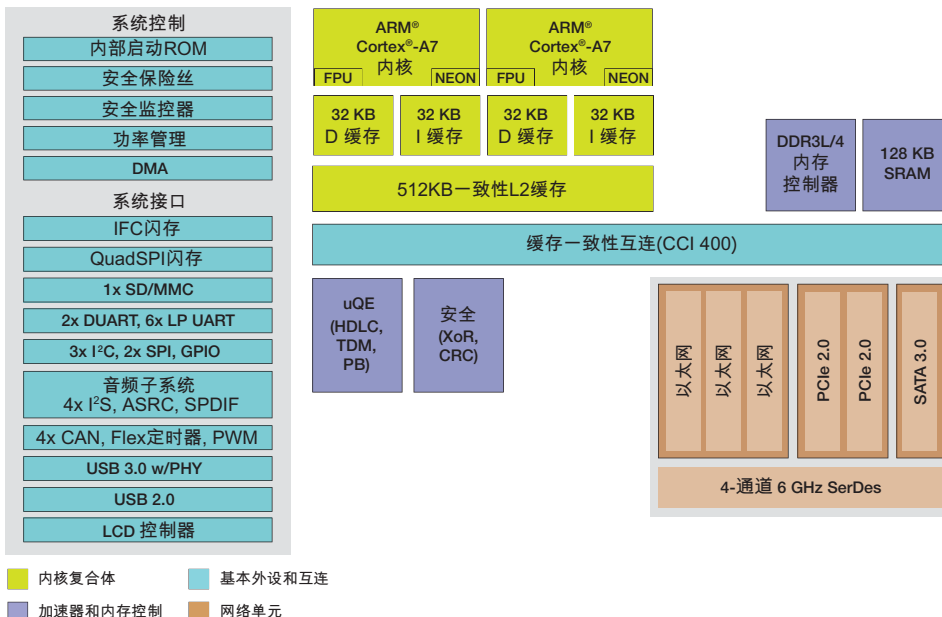 系统控制
内部启动ROM
安全保险丝
安全监控器
功率管理
DMA
系统接口
IFC闪存
QuadSPI闪存
1x SD/MMC
2x DUART, 6x LP UART
3x I²C, 2x SPI, GPIO
音频子系统
4x I²S, ASRC, SPDIF
4x CAN, Flex定时器, PWM
USB 3.0 w/PHY
USB 2.0
LCD 控制器
ARM®
Cortex®-A7
内核
FPU
NEON
ARM®
Cortex®-A7
内核
FPU
NEON
32 KB
D 缓存
32 KB
I 缓存
32 KB
D 缓存
32 KB
I 缓存
512KB一致性L2缓存
DDR3L/4
内存
控制器
128 KB
SRAM
缓存一致性互连(CCI 400)
uQE
(HDLC,
TDM,
PB)
安全
(XoR,
CRC)
以太网
以太网
以太网
PCIe 2.0
PCIe 2.0
SATA 3.0
4-通道 6 GHz SerDes
内核复合体
基本外设和互连
加速器和内存控制
网络单元